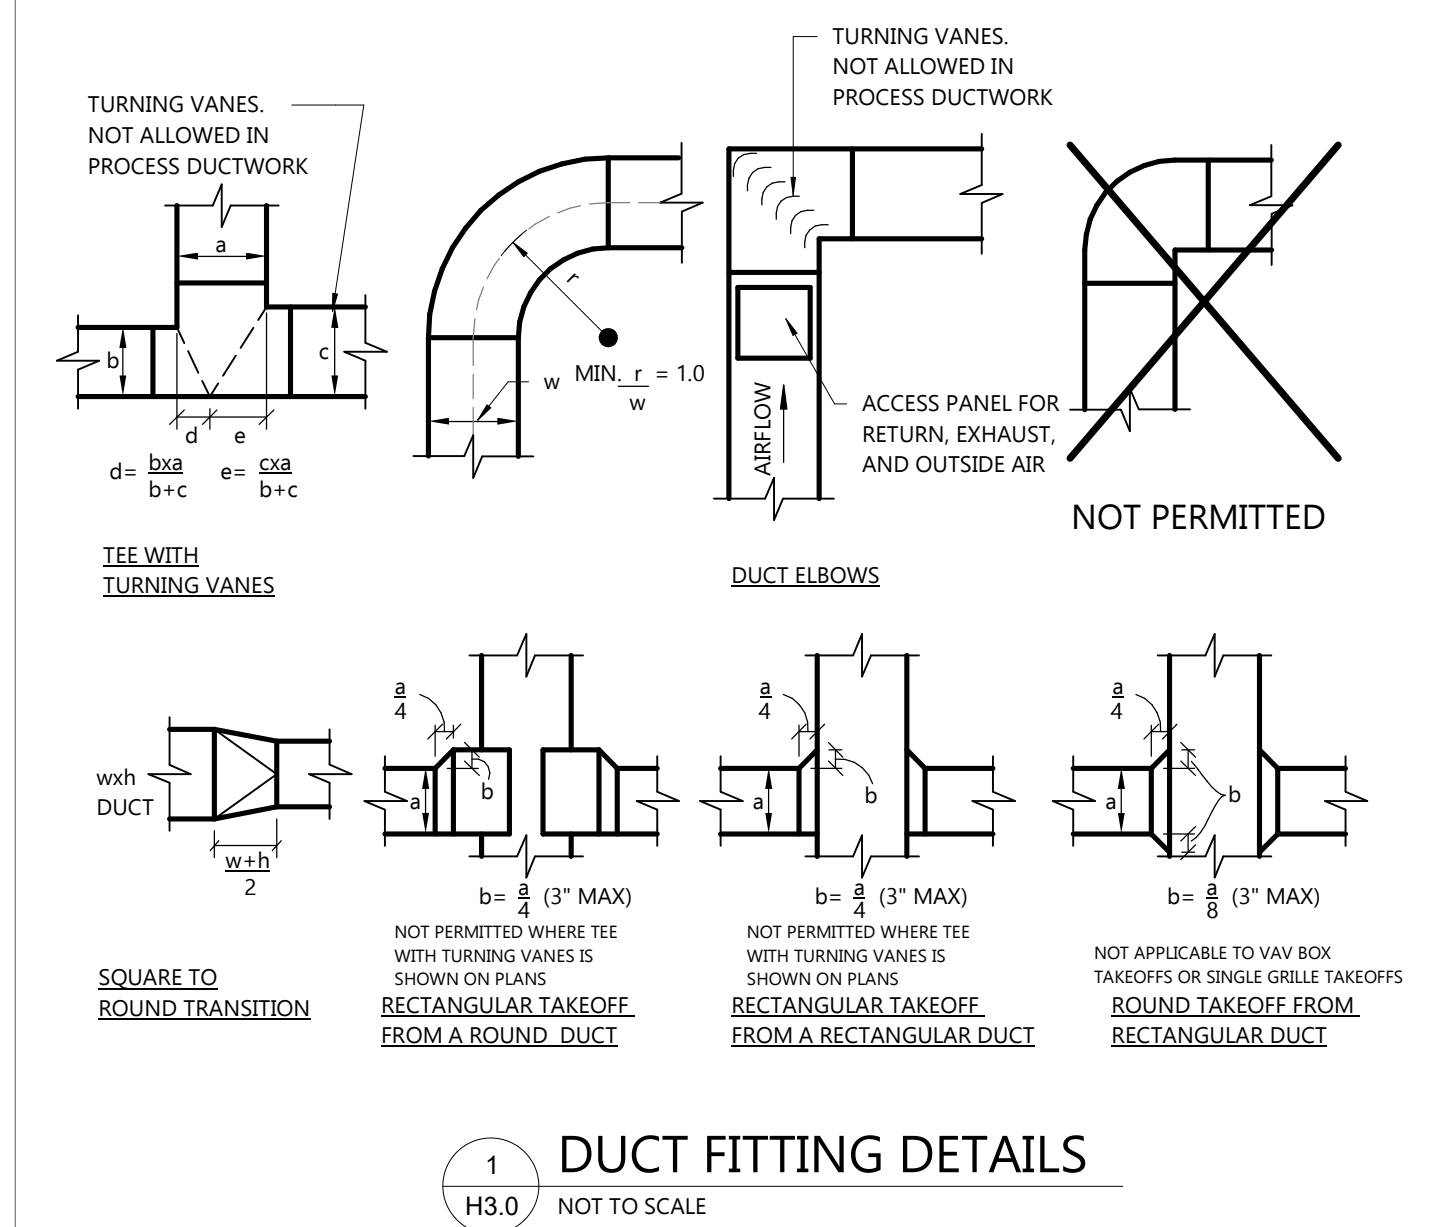 TURNING VANES.
NOT ALLOWED IN
PROCESS DUCTWORK
a
b
c
d
e
d= bxa/b+c e= cxa/b+c
TEE WITH
TURNING VANES
r
w
MIN. r/w = 1.0
TURNING VANES.
NOT ALLOWED IN
PROCESS DUCTWORK
AIRFLOW
ACCESS PANEL FOR
RETURN, EXHAUST,
AND OUTSIDE AIR
DUCT ELBOWS
NOT PERMITTED
wxh
DUCT
w+h
2
SQUARE TO
ROUND TRANSITION
a
4
a
b
b= a/4 (3" MAX)
NOT PERMITTED WHERE TEE
WITH TURNING VANES IS
SHOWN ON PLANS
RECTANGULAR TAKEOFF
FROM A ROUND DUCT
a
4
a
b
b= a/4 (3" MAX)
NOT PERMITTED WHERE TEE
WITH TURNING VANES IS
SHOWN ON PLANS
RECTANGULAR TAKEOFF
FROM A RECTANGULAR DUCT
a
4
a
b
b= a/8 (3" MAX)
NOT APPLICABLE TO VAV BOX
TAKEOFFS OR SINGLE GRILLE TAKEOFFS
ROUND TAKEOFF FROM
RECTANGULAR DUCT
1
H3.0
DUCT FITTING DETAILS
NOT TO SCALE